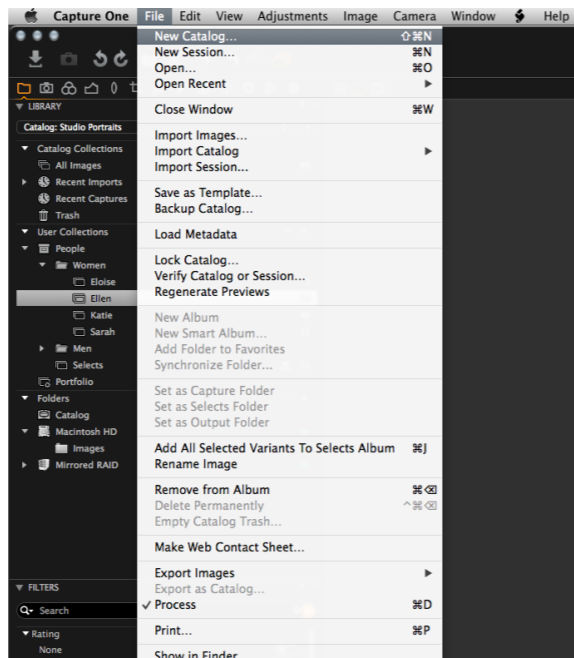 Capture One File Edit View Adjustments Image Camera Window Help
New Catalog... ⇧⌘N
New Session... ⌘N
Open... ⌘O
Open Recent ▶
Close Window ⌘W
Import Images...
Import Catalog ▶
Import Session...
Save as Template...
Backup Catalog...
Load Metadata
Lock Catalog...
Verify Catalog or Session...
Regenerate Previews
New Album
New Smart Album...
Add Folder to Favorites
Synchronize Folder...
Set as Capture Folder
Set as Selects Folder
Set as Output Folder
Add All Selected Variants To Selects Album ⌘J
Rename Image
Remove from Album ⌘⌫
Delete Permanently ^⌘⌫
Empty Catalog Trash...
Make Web Contact Sheet...
Export Images ▶
Export as Catalog...
✓ Process ⌘D
Print... ⌘P
Show in Finder
LIBRARY
Catalog: Studio Portraits
Catalog Collections
All Images
Recent Imports
Recent Captures
Trash
User Collections
People
Women
Eloise
Ellen
Katie
Sarah
Men
Selects
Portfolio
Folders
Catalog
Macintosh HD
Images
Mirrored RAID
FILTERS
Search
Rating
None